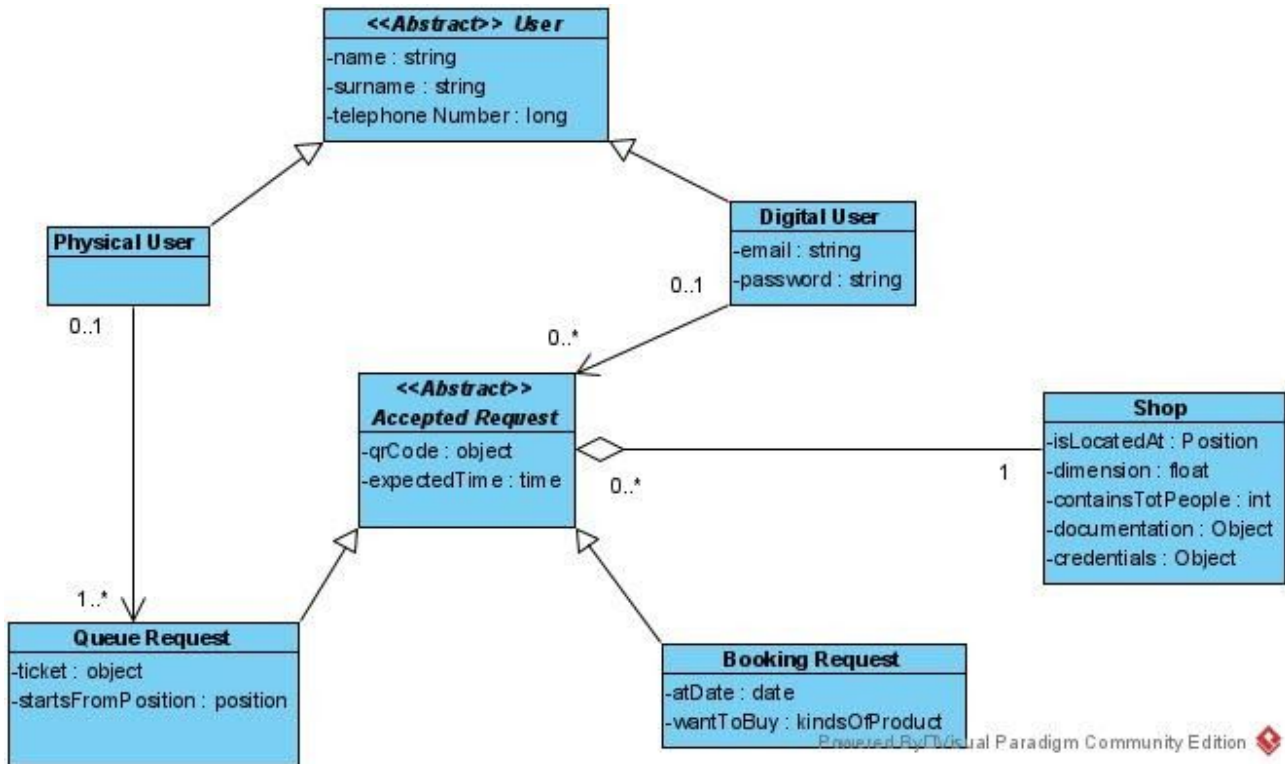 <<Abstract>> User
-name : string
-surname : string
-telephone Number : long
Physical User
Digital User
-email : string
-password : string
0..1
0..1
0..*
<<Abstract>>
Accepted Request
-qrCode : object
-expectedTime : time
0..*
1
Shop
-isLocatedAt : Position
-dimension : float
-containsTotPeople : int
-documentation : Object
-credentials : Object
1..*
Queue Request
-ticket : object
-startsFromPosition : position
Booking Request
-atDate : date
-wantToBuy : kindsOfProduct
Powered By Visual Paradigm Community Edition